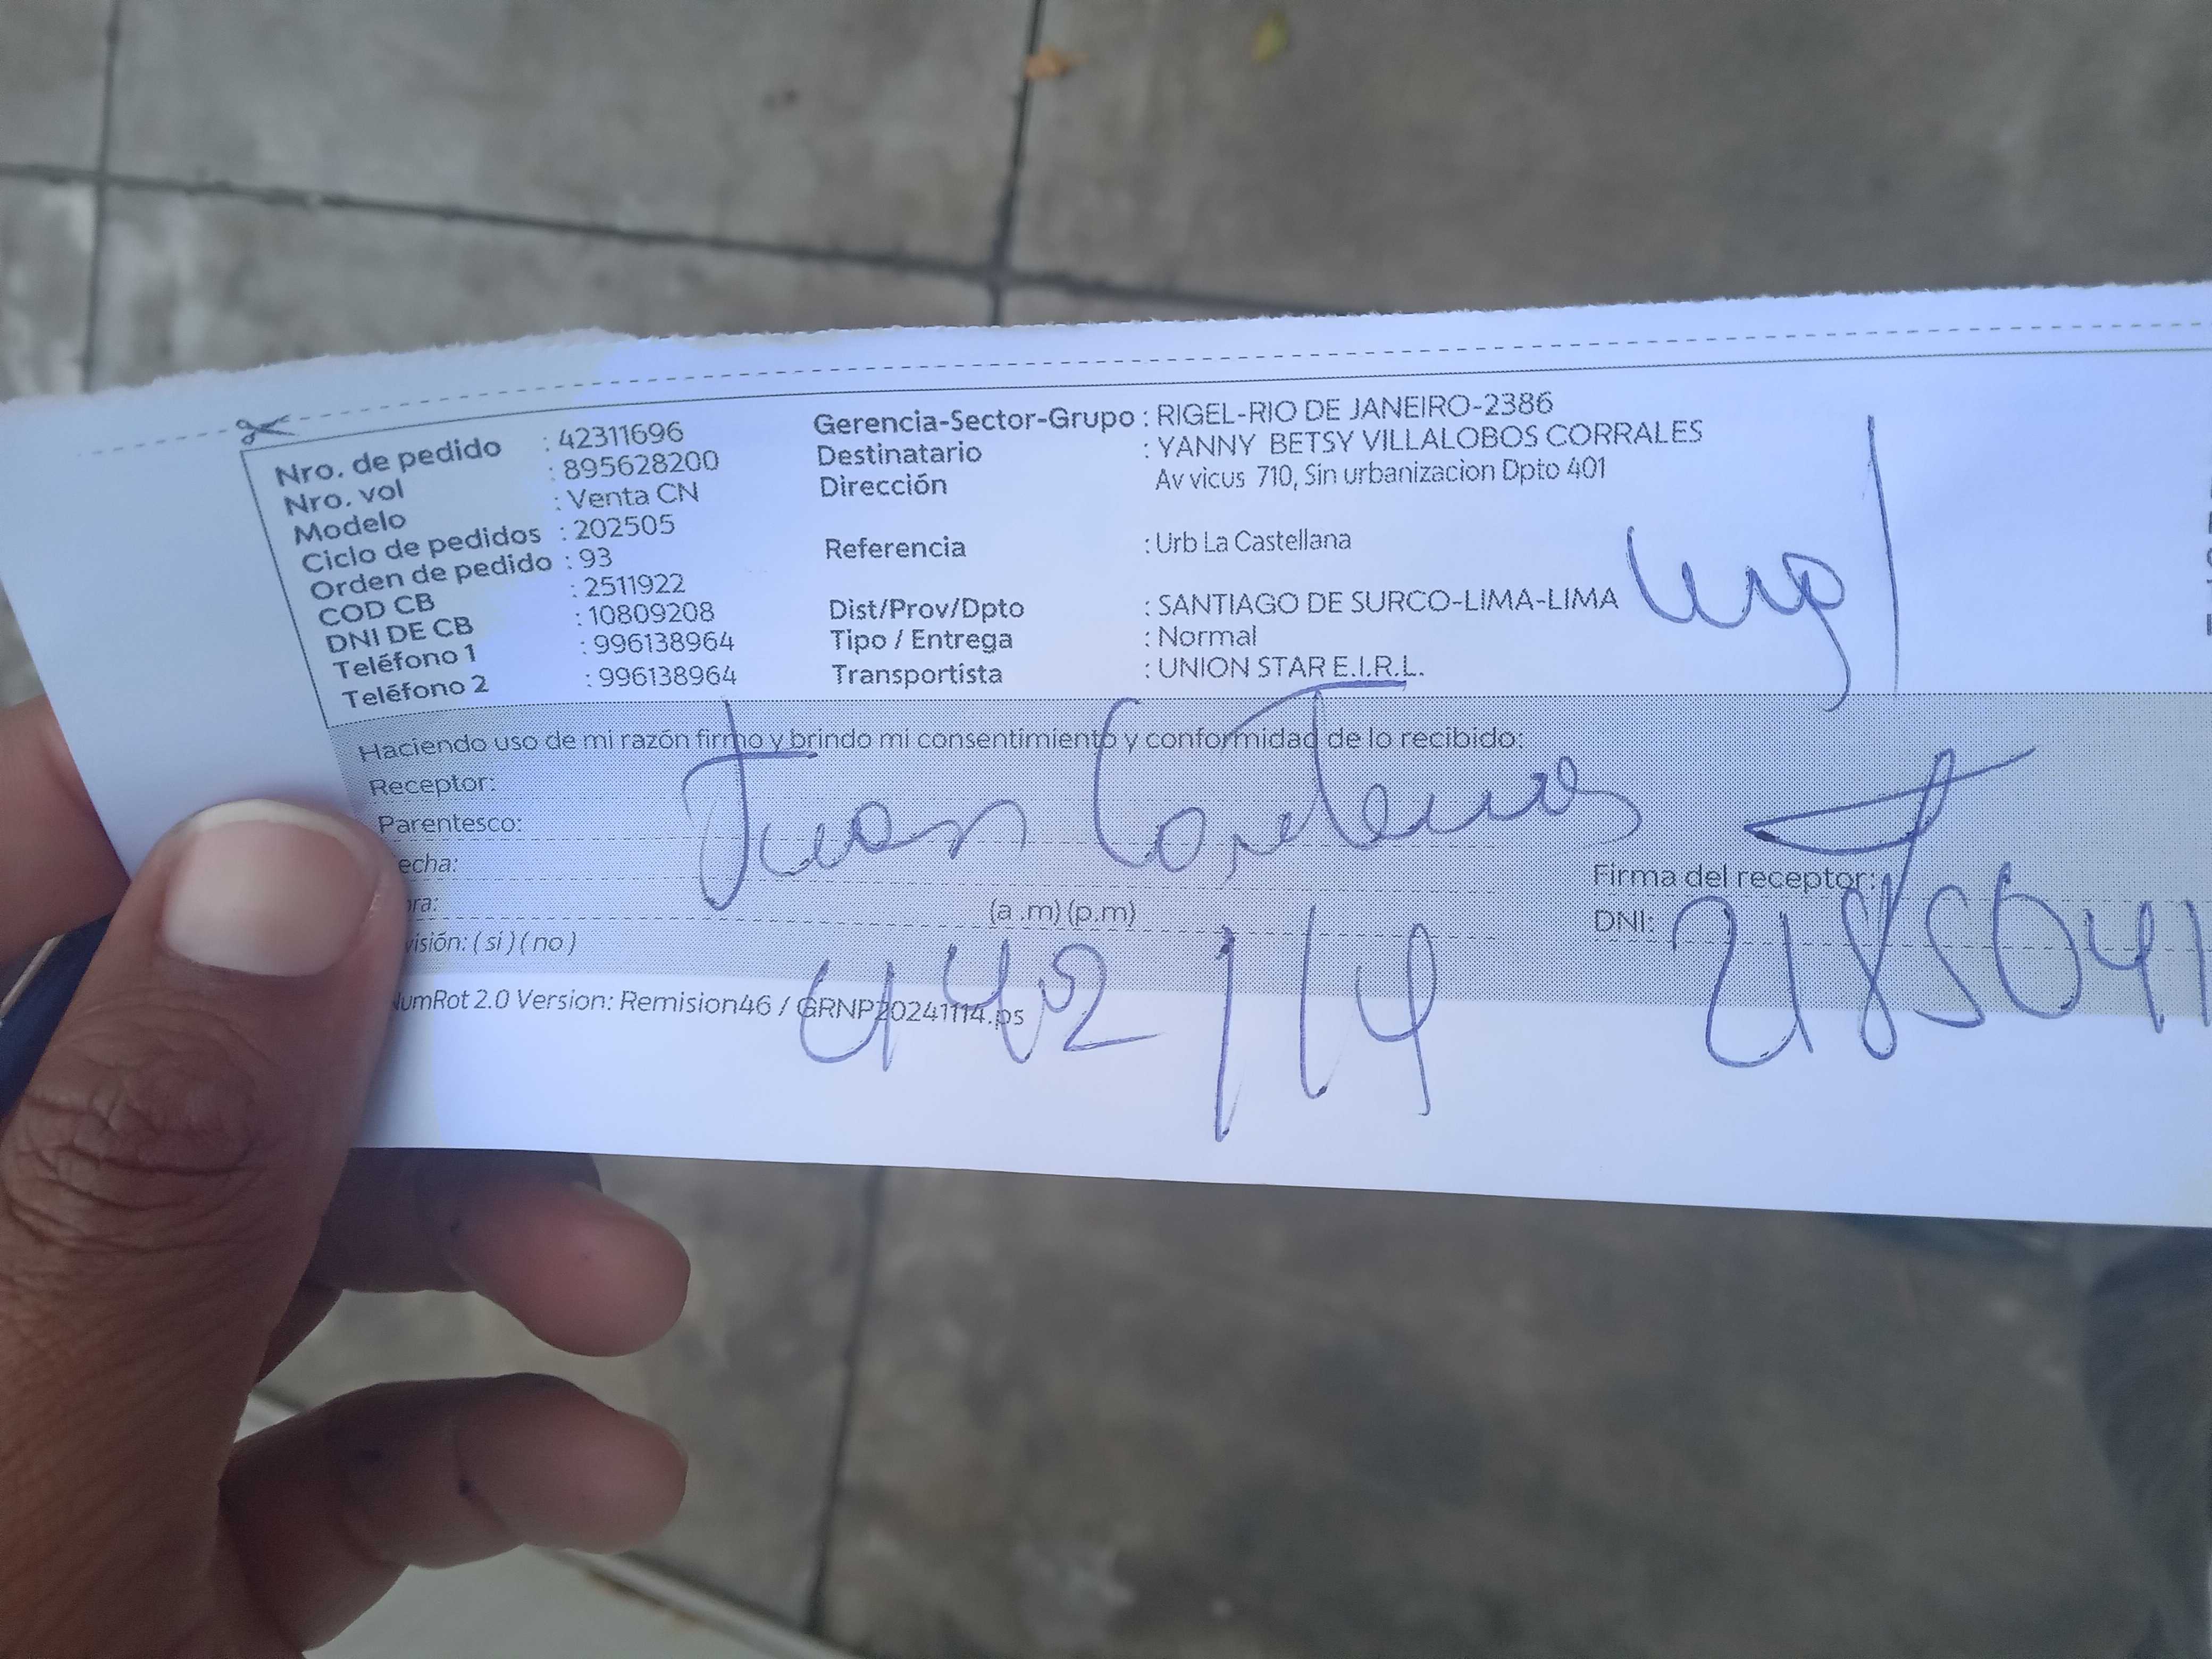 Nro. de pedido : 42311696
Nro. vol : 895628200
Modelo : Venta CN
Ciclo de pedidos : 202505
Orden de pedido : 93
COD CB : 2511922
DNI DE CB : 10809208
Teléfono 1 : 996138964
Teléfono 2 : 996138964
Gerencia-Sector-Grupo : RIGEL-RIO DE JANEIRO-2386
Destinatario : YANNY BETSY VILLALOBOS CORRALES
Dirección Av vicus 710, Sin urbanizacion Dpto 401
Referencia : Urb La Castellana
Dist/Prov/Dpto : SANTIAGO DE SURCO-LIMA-LIMA
Tipo / Entrega : Normal
Transportista : UNION STAR E.I.R.L.
Haciendo uso de mi razón firmo y brindo mi consentimiento y conformidad de lo recibido:
Receptor: Juan
Parentesco:
echa:
ora: (a .m) (p.m)
visión: ( si ) ( no )
Firma del receptor:
DNI:
NumRot 2.0 Version: Remision46 / GRNP20241114.ps